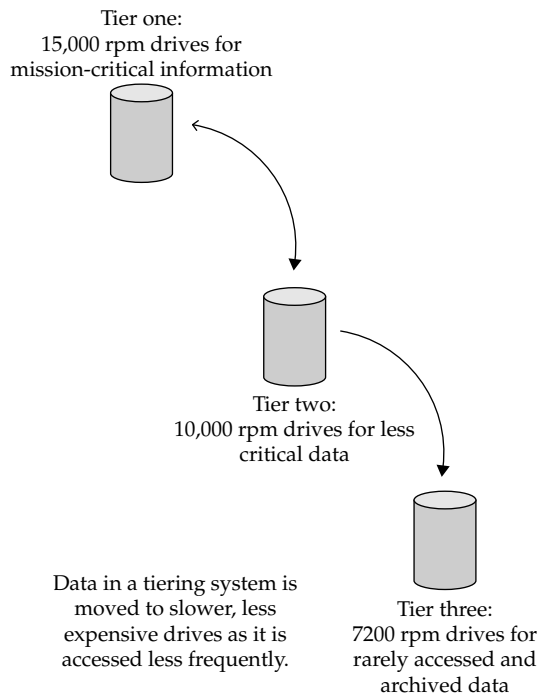 Tier one:
15,000 rpm drives for
mission-critical information
Tier two:
10,000 rpm drives for less
critical data
Data in a tiering system is
moved to slower, less
expensive drives as it is
accessed less frequently.
Tier three:
7200 rpm drives for
rarely accessed and
archived data